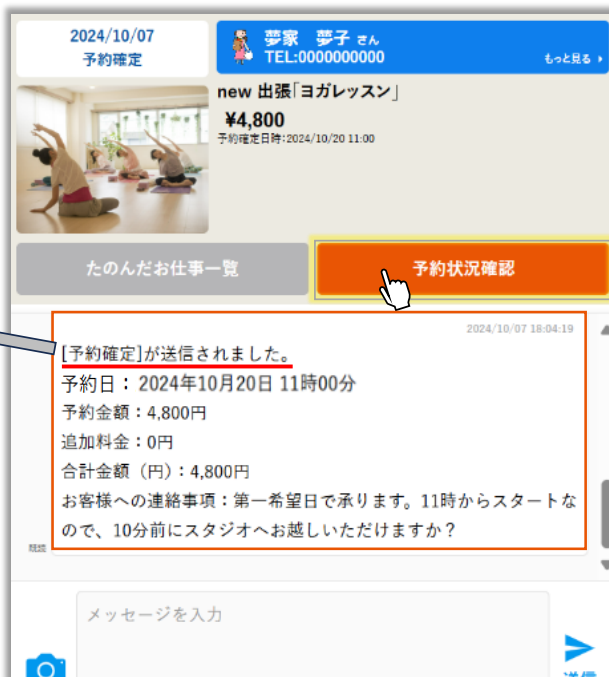 2024/10/07
予約確定
夢家 夢子 さん
TEL:0000000000
もっと見る
new 出張「ヨガレッスン」
¥4,800
予約確定日時:2024/10/20 11:00
たのんだお仕事一覧
予約状況確認
2024/10/07 18:04:19
[予約確定]が送信されました。
予約日：2024年10月20日 11時00分
予約金額：4,800円
追加料金：0円
合計金額（円）：4,800円
お客様への連絡事項：第一希望日で承ります。11時からスタートな
ので、10分前にスタジオへお越しいただけますか？
メッセージを入力
送信